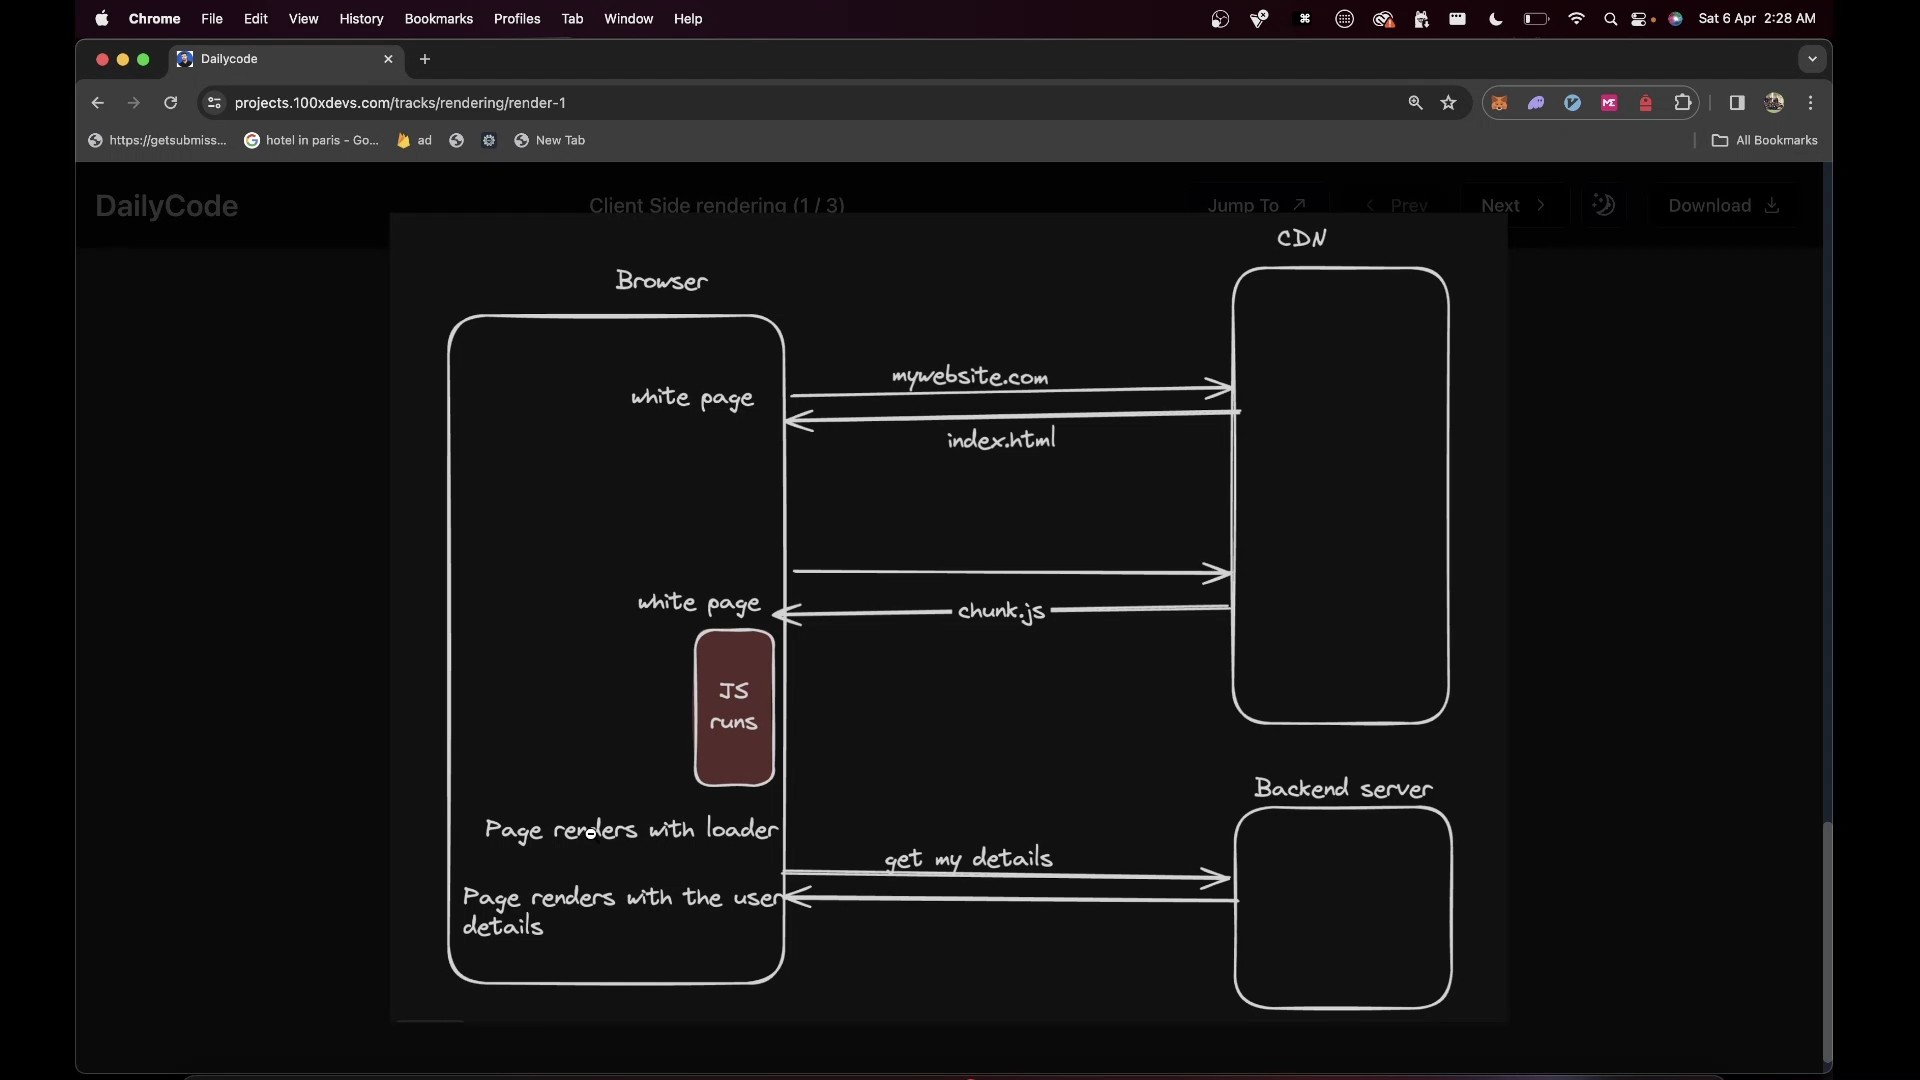 Chrome File Edit View History Bookmarks Profiles Tab Window Help
Sat 6 Apr 2:28 AM
Dailycode
projects.100xdevs.com/tracks/rendering/render-1
https://getsubmiss... hotel in paris - Go... ad New Tab
All Bookmarks
DailyCode
Client Side rendering (1 / 3)
Jump To Prev Next Download
CDN
Browser
mywebsite.com
white page
index.html
white page
chunk.js
JS
runs
Backend server
Page renders with loader
get my details
Page renders with the user
details